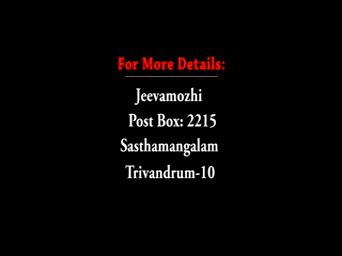 For More Details:
Jeevamozhi
Post Box: 2215
Sasthamangalam
Trivandrum-10